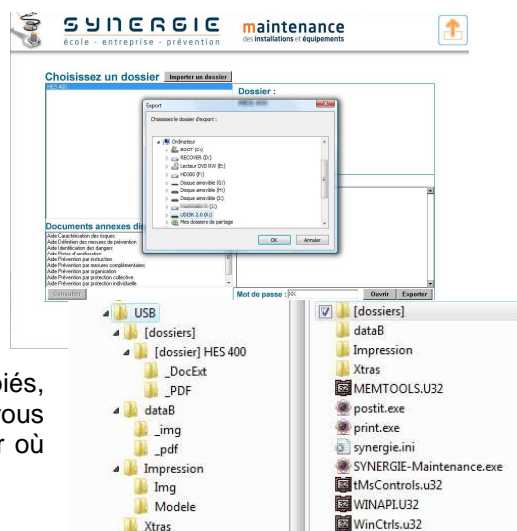 SYNERGIE
école - entreprise - prévention
maintenance
des installations et équipements
Choisissez un dossier
Importer un dossier
HES 400
Dossier :
Export
Choisissez le dossier d'export :
Ordinateur
BOOT (C:)
RECOVER (D:)
Lecteur DVD RW (E:)
HD300 (F:)
Disque amovible (G:)
Disque amovible (H:)
Disque amovible (I:)
(J:)
UDISK 2.0 (K:)
Mes dossiers de partage
OK
Annuler
Documents annexes
Aide Caractérisation des risques
Aide Définition des mesures de prévention
Aide Identification des dangers
Aide Prévention par instruction
Aide Prévention par mesures complémentaires
Aide Prévention par organisation
Aide Prévention par protection collective
Aide Prévention par protection individuelle
Consulter
Mot de passe :
Ouvrir
Exporter
piés,
vous
r où
USB
[dossiers]
[dossier] HES 400
_DocExt
_PDF
dataB
_img
_pdf
Impression
Img
Modele
Xtras
[dossiers]
dataB
Impression
Xtras
MEMTOOLS.U32
postit.exe
print.exe
synergie.ini
SYNERGIE-Maintenance.exe
tMsControls.u32
WINAPI.U32
WinCtrls.u32